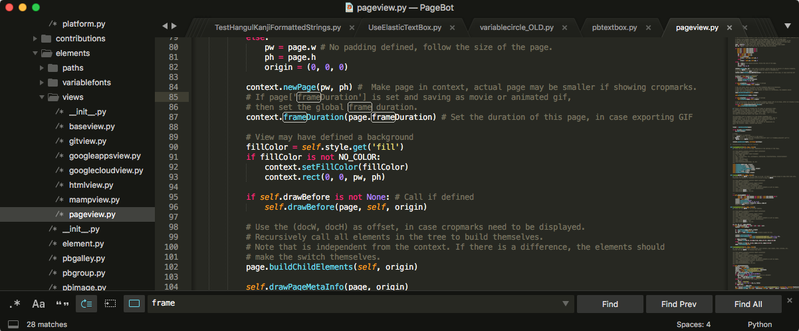 pageview.py — PageBot
platform.py
contributions
elements
paths
variablefonts
views
__init__.py
baseview.py
gitview.py
googleappsview.py
googlecloudview.py
htmlview.py
mampview.py
pageview.py
__init__.py
element.py
pbgalley.py
pbgroup.py
pbimage.py
TestHangulKanjiFormattedStrings.py
UseElasticTextBox.py
variablecircle_OLD.py
pbtextbox.py
pageview.py
79 else:
80 pw = page.w # No padding defined, follow the size of the page.
81 ph = page.h
82 origin = (0, 0, 0)
83
84 context.newPage(pw, ph) # Make page in context, actual page may be smaller if showing cropmarks.
85 # If page['frameDuration'] is set and saving as movie or animated gif,
86 # then set the global frame duration.
87 context.frameDuration(page.frameDuration) # Set the duration of this page, in case exporting GIF
88
89 # View may have defined a background
90 fillColor = self.style.get('fill')
91 if fillColor is not NO_COLOR:
92 context.setFillColor(fillColor)
93 context.rect(0, 0, pw, ph)
94
95 if self.drawBefore is not None: # Call if defined
96 self.drawBefore(page, self, origin)
97
98 # Use the (docW, docH) as offset, in case cropmarks need to be displayed.
99 # Recursively call all elements in the tree to build themselves.
100 # Note that is independent from the context. If there is a difference, the elements should
101 # make the switch themselves.
102 page.buildChildElements(self, origin)
103
104 self.drawPageMetaInfo(page, origin)
.* Aa “” frame Find Find Prev Find All
28 matches Spaces: 4 Python